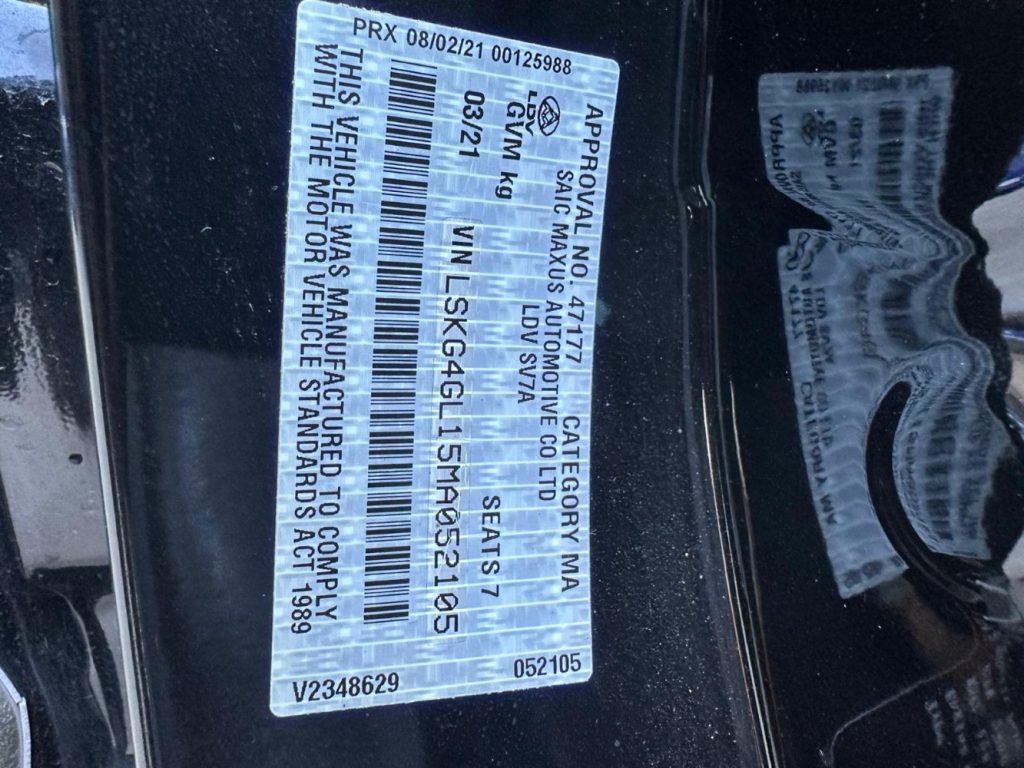 PRX 08/02/21 00125988
APPROVAL NO. 47177 CATEGORY MA
SAIC MAXUS AUTOMOTIVE CO LTD
LDV
LDV SV7A
GVM kg SEATS 7
03/21 VIN LSKG4GL15MA052105
THIS VEHICLE WAS MANUFACTURED TO COMPLY
WITH THE MOTOR VEHICLE STANDARDS ACT 1989
V2348629 052105